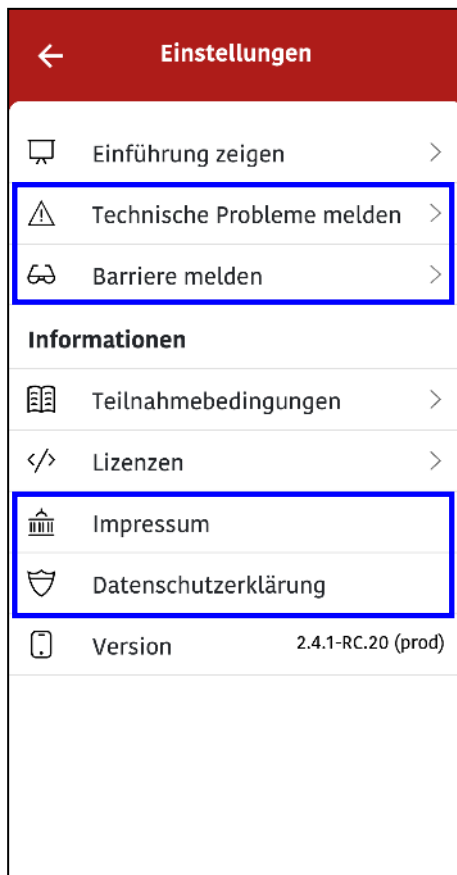 Einstellungen
Einführung zeigen
Technische Probleme melden
Barriere melden
Informationen
Teilnahmebedingungen
Lizenzen
Impressum
Datenschutzerklärung
Version 2.4.1-RC.20 (prod)